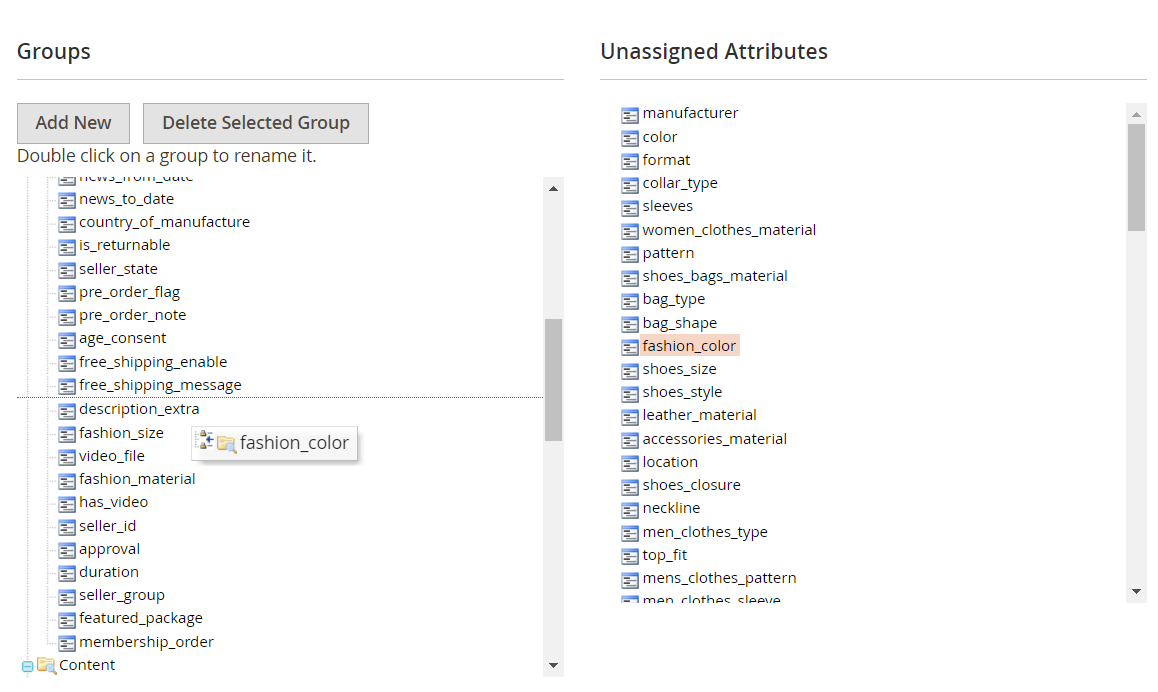 Groups
Add New
Delete Selected Group
Double click on a group to rename it.
news_from_date
news_to_date
country_of_manufacture
is_returnable
seller_state
pre_order_flag
pre_order_note
age_consent
free_shipping_enable
free_shipping_message
description_extra
fashion_size
fashion_color
video_file
fashion_material
has_video
seller_id
approval
duration
seller_group
featured_package
membership_order
Content
Unassigned Attributes
manufacturer
color
format
collar_type
sleeves
women_clothes_material
pattern
shoes_bags_material
bag_type
bag_shape
fashion_color
shoes_size
shoes_style
leather_material
accessories_material
location
shoes_closure
neckline
men_clothes_type
top_fit
mens_clothes_pattern
men_clothes_sleeve